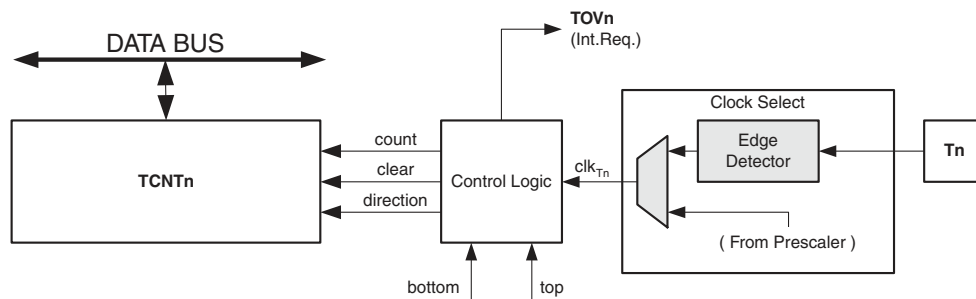 TOVn
(Int.Req.)
DATA BUS
Clock Select
count
Edge
Detector
Tn
TCNTn
clear
Control Logic
clkTn
direction
( From Prescaler )
bottom
top